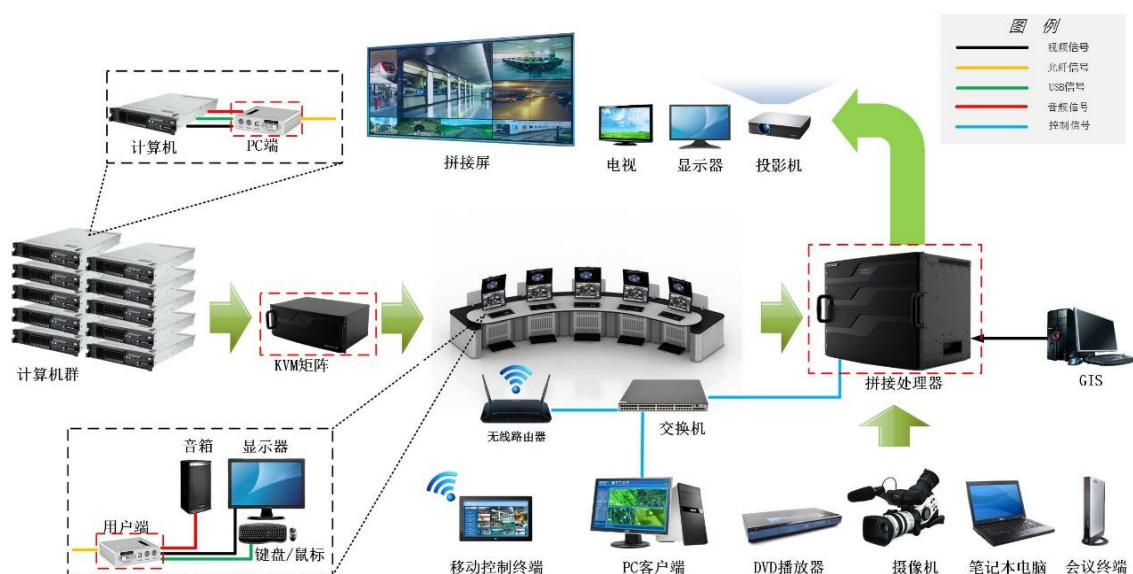 图 例
视频信号
光纤信号
USB信号
音频信号
控制信号
计算机
PC端
拼接屏
电视
显示器
投影机
计算机群
KVM矩阵
拼接处理器
GIS
无线路由器
交换机
音箱
显示器
用户端
键盘/鼠标
移动控制终端
PC客户端
DVD播放器
摄像机
笔记本电脑
会议终端